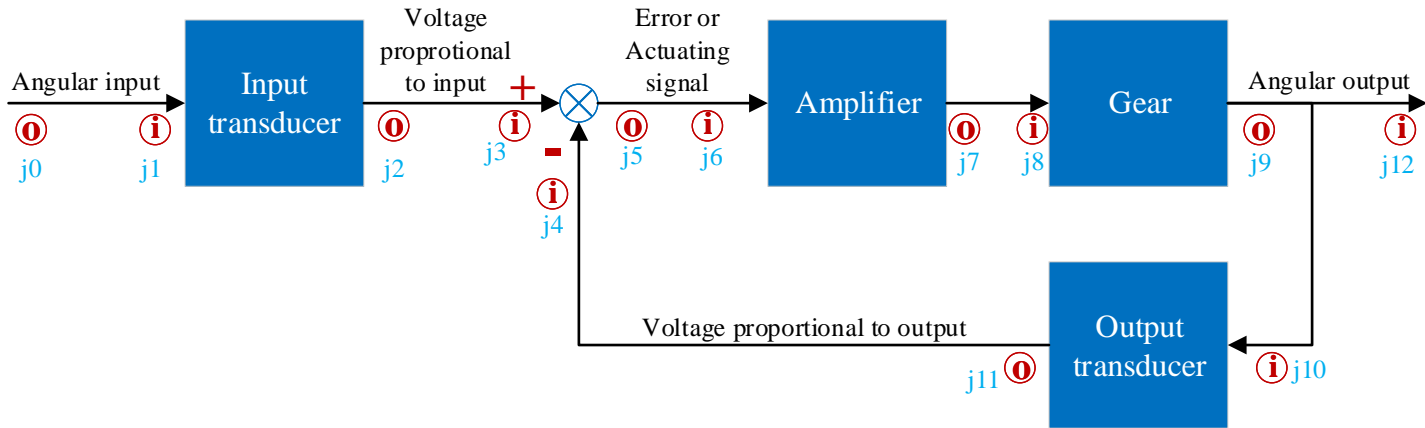 Angular input
Input
transducer
Voltage
proprotional
to input
+
-
Error or
Actuating
signal
Amplifier
Gear
Angular output
o
j0
i
j1
o
j2
i
j3
i
j4
o
j5
i
j6
o
j7
i
j8
o
j9
i
j12
Voltage proportional to output
Output
transducer
j11 o
i j10